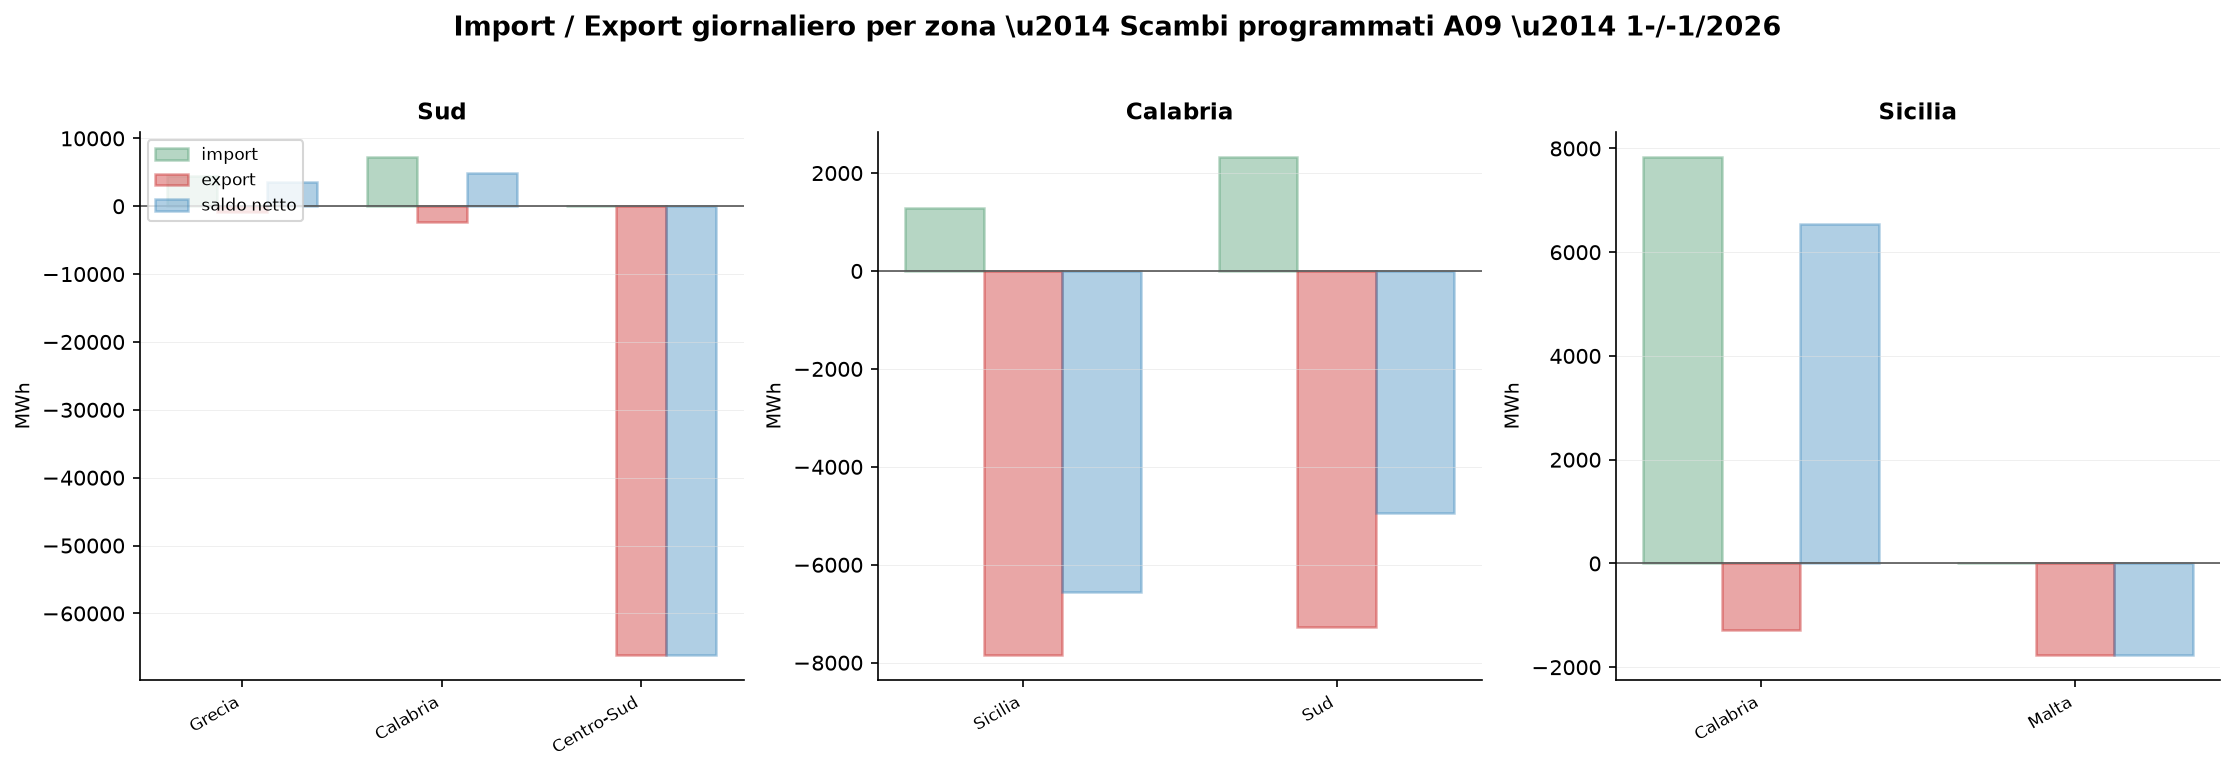 Import / Export giornaliero per zona \u2014 Scambi programmati A09 \u2014 1-/-1/2026
Sud
10000
0
−10000
−20000
−30000
−40000
−50000
−60000
MWh
import
export
saldo netto
Grecia
Calabria
Centro-Sud
Calabria
2000
0
−2000
−4000
−6000
−8000
MWh
Sicilia
Sud
Sicilia
8000
6000
4000
2000
0
−2000
MWh
Calabria
Malta